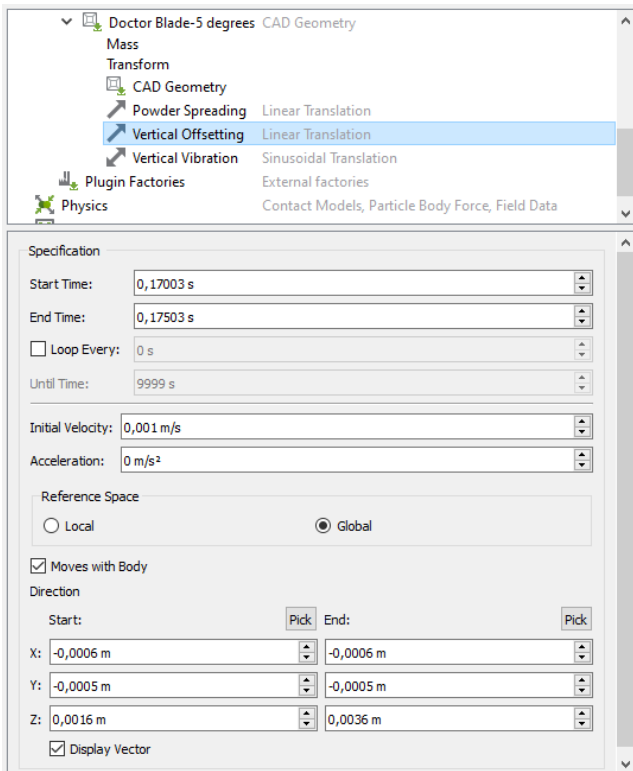 Doctor Blade-5 degrees CAD Geometry
Mass
Transform
CAD Geometry
Powder Spreading Linear Translation
Vertical Offsetting Linear Translation
Vertical Vibration Sinusoidal Translation
Plugin Factories External factories
Physics Contact Models, Particle Body Force, Field Data
Specification
Start Time: 0,17003 s
End Time: 0,17503 s
Loop Every: 0 s
Until Time: 9999 s
Initial Velocity: 0,001 m/s
Acceleration: 0 m/s²
Reference Space
Local Global
Moves with Body
Direction
Start: Pick End: Pick
X: -0,0006 m -0,0006 m
Y: -0,0005 m -0,0005 m
Z: 0,0016 m 0,0036 m
Display Vector